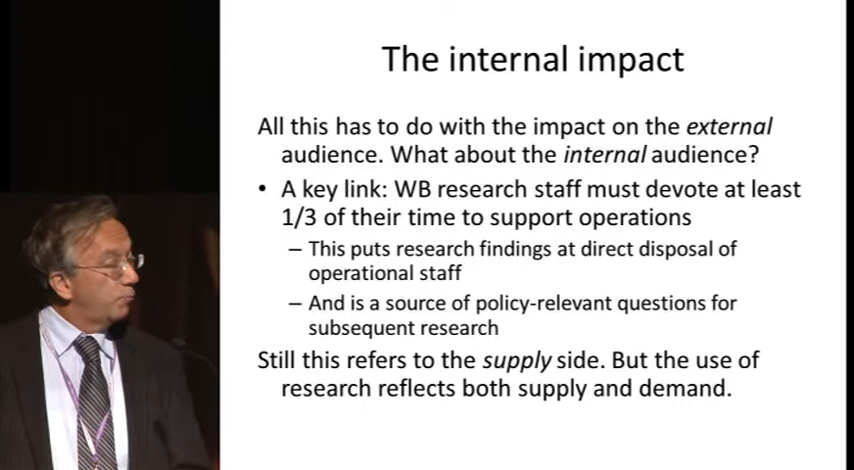 The internal impact
All this has to do with the impact on the external
audience. What about the internal audience?
• A key link: WB research staff must devote at least
1/3 of their time to support operations
– This puts research findings at direct disposal of
operational staff
– And is a source of policy-relevant questions for
subsequent research
Still this refers to the supply side. But the use of
research reflects both supply and demand.